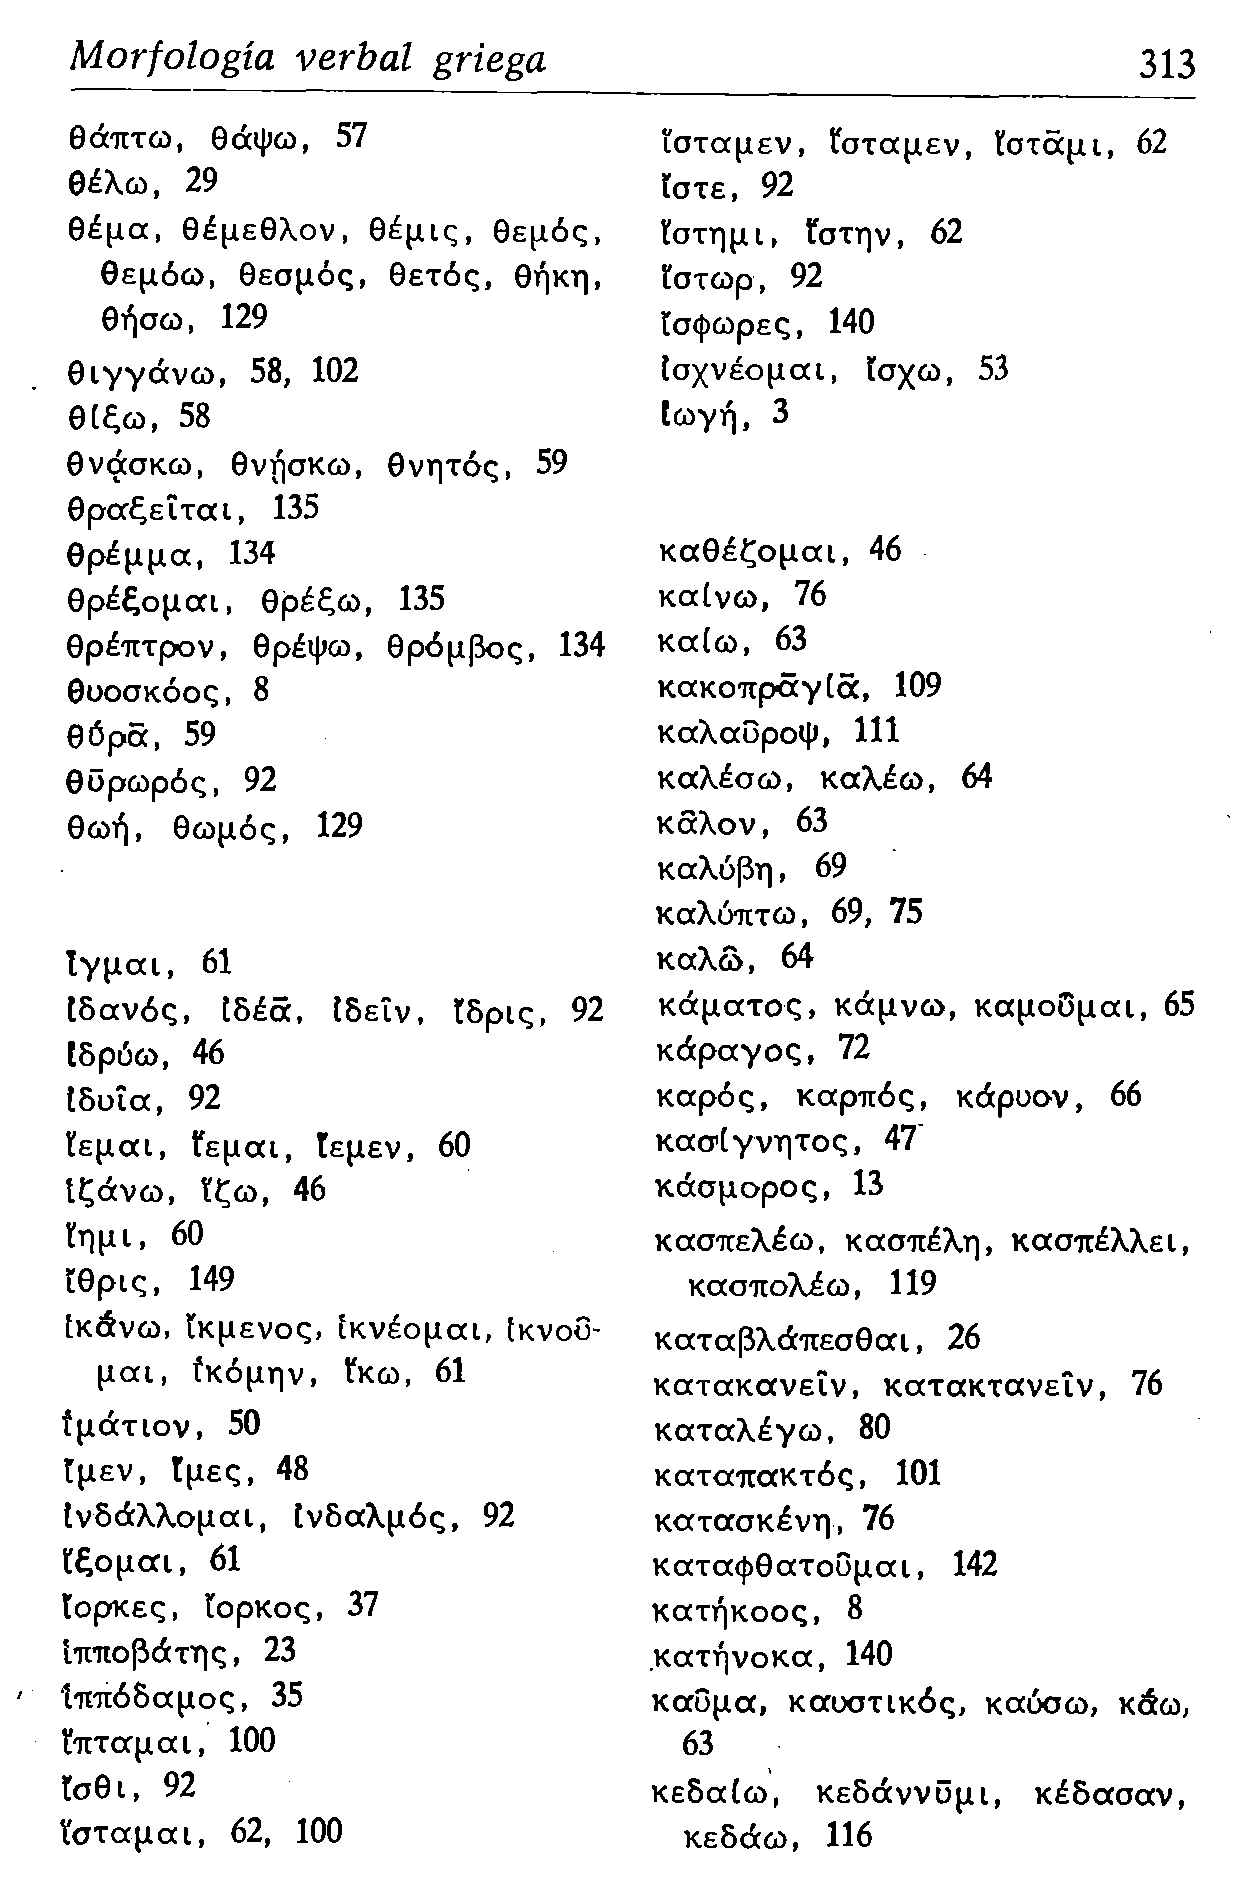 Morfología verbal griega 313
θάπτω, θάψω, 57
θέλω, 29
θέμα, θέμεθλον, θέμις, θεμός,
θεμόω, θεσμός, θετός, θήκη,
θήσω, 129
θιγγάνω, 58, 102
θίξω, 58
θνᾴσκω, θνῄσκω, θνητός, 59
θραξεῖται, 135
θρέμμα, 134
θρέξομαι, θρέξω, 135
θρέπτρον, θρέψω, θρόμβος, 134
θυοσκόος, 8
θύρᾱ, 59
θῡρωρός, 92
θωή, θωμός, 129
ἶγμαι, 61
ἰδανός, ἰδέᾱ, ἰδεῖν, ἴδρις, 92
ἱδρύω, 46
ἰδυῖα, 92
ἵεμαι, ἵεμαι, ἵεμεν, 60
ἱζάνω, ἵζω, 46
ἵημι, 60
ἴθρις, 149
ἱκᾱ́νω, ἴκμενος, ἱκνέομαι, ἱκνοῦ-
μαι, ἱκόμην, ἵκω, 61
ἱμάτιον, 50
ἴμεν, ἴμες, 48
ἰνδάλλομαι, ἰνδαλμός, 92
ἵξομαι, 61
ἴορκες, ἴορκος, 37
ἱπποβάτης, 23
ἱππόδαμος, 35
ἵπταμαι, 100
ἴσθι, 92
ἵσταμαι, 62, 100
ἵσταμεν, ἵσταμεν, ἵστᾱμι, 62
ἴστε, 92
ἵστημι, ἵστην, 62
ἵστωρ, 92
ἴσφωρες, 140
ἰσχνέομαι, ἴσχω, 53
ἰωγή, 3
καθέζομαι, 46
καίνω, 76
καίω, 63
κακοπρᾱγίᾱ, 109
καλαῦροψ, 111
καλέσω, καλέω, 64
κᾶλον, 63
καλύβη, 69
καλύπτω, 69, 75
καλῶ, 64
κάματος, κάμνω, καμοῦμαι, 65
κάραγος, 72
καρός, καρπός, κάρυον, 66
κασίγνητος, 47
κάσμορος, 13
κασπελέω, κασπέλη, κασπέλλει,
κασπολέω, 119
καταβλάπεσθαι, 26
κατακανεῖν, κατακτανεῖν, 76
καταλέγω, 80
καταπακτός, 101
κατασκένη, 76
καταφθατοῦμαι, 142
κατήκοος, 8
κατήνοκα, 140
καῦμα, καυστικός, καύσω, κᾱ́ω,
63
κεδαίω, κεδάννῡμι, κέδασαν,
κεδάω, 116